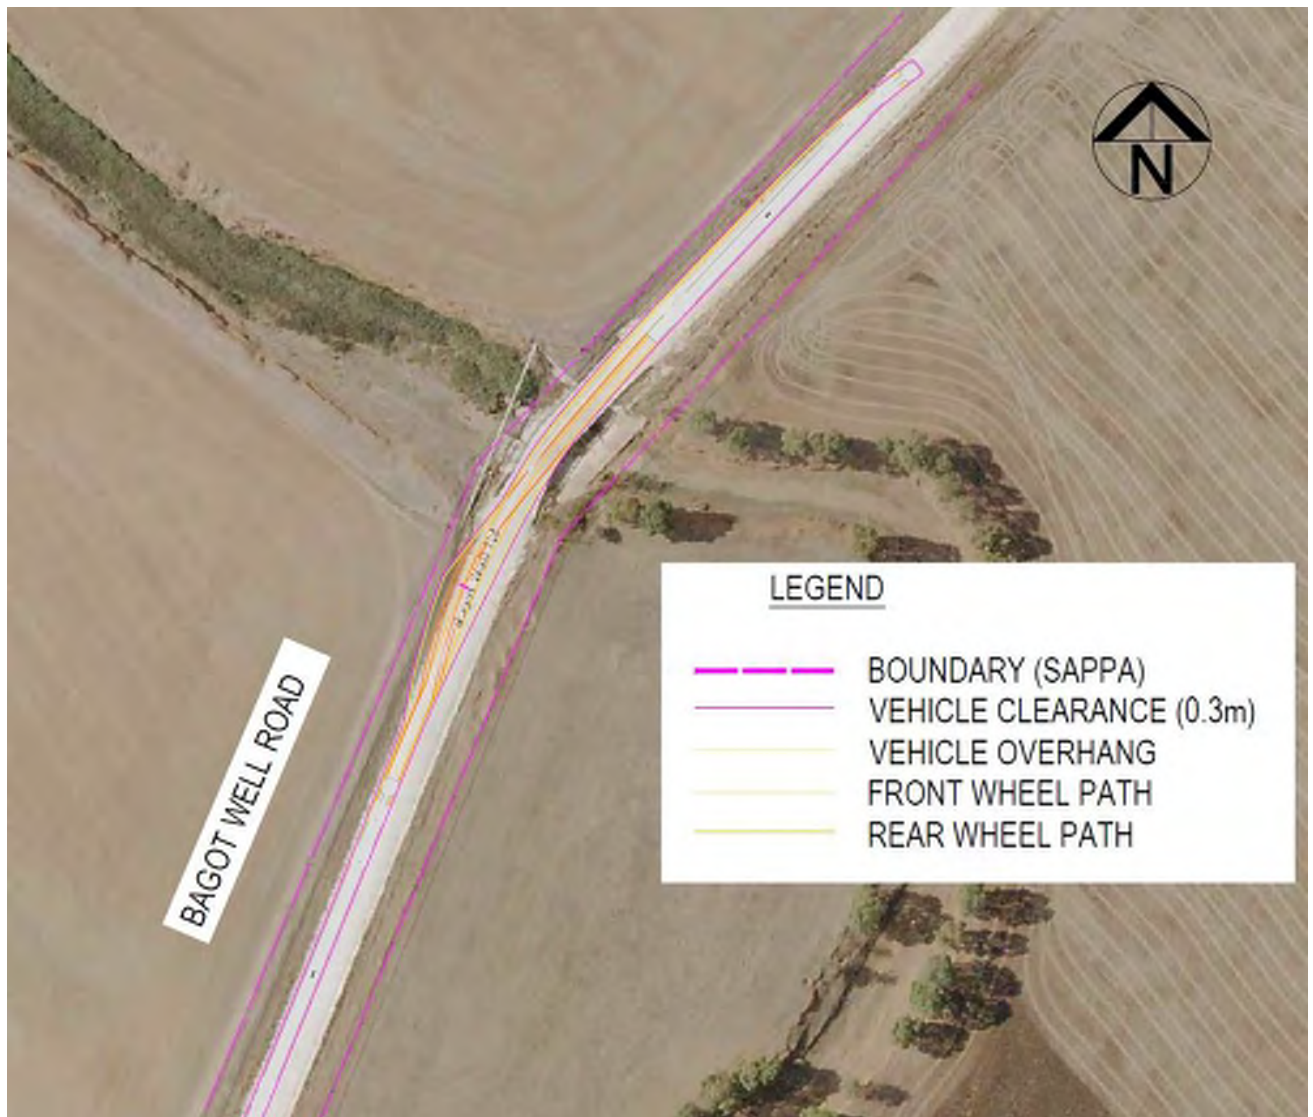 N
LEGEND
BOUNDARY (SAPPA)
VEHICLE CLEARANCE (0.3m)
VEHICLE OVERHANG
FRONT WHEEL PATH
REAR WHEEL PATH
BAGOT WELL ROAD